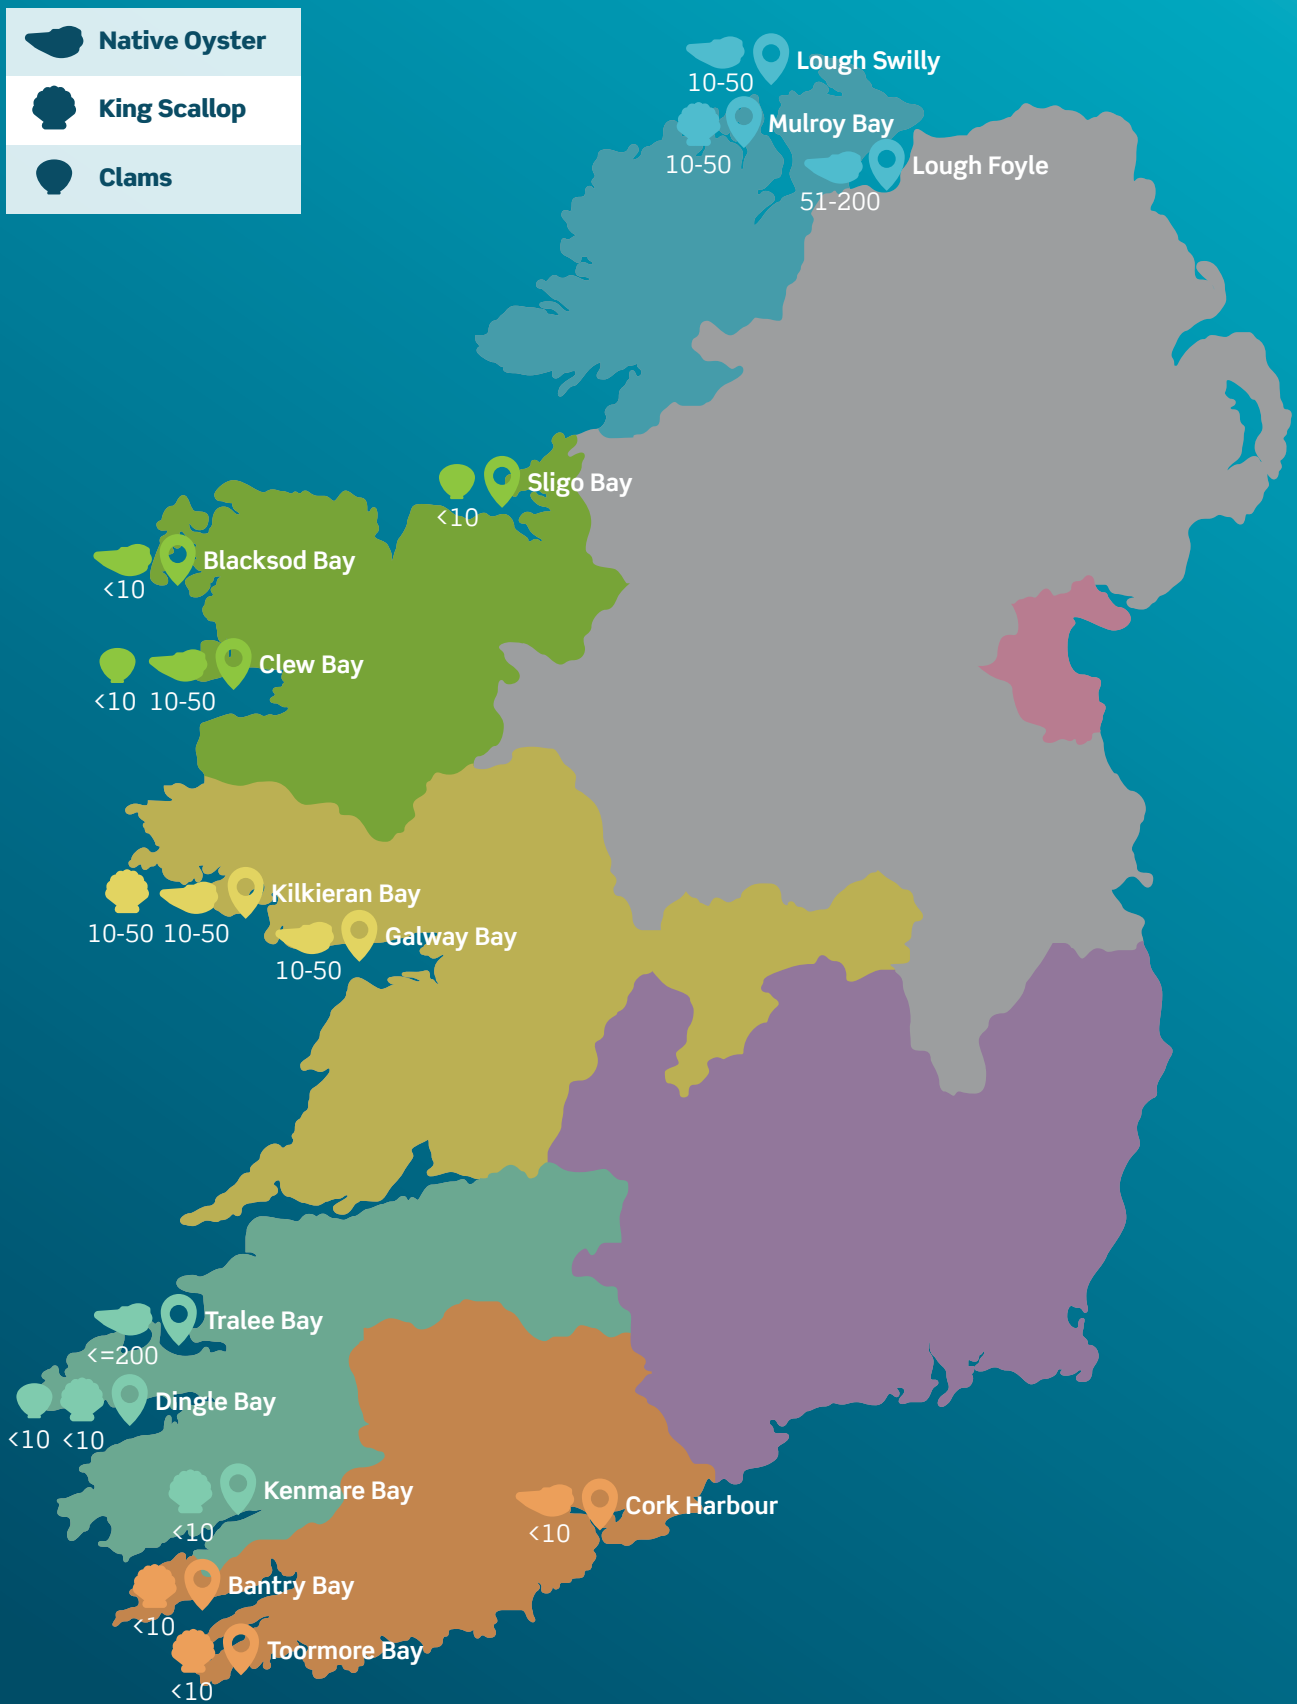 Native Oyster
King Scallop
Clams
Lough Swilly
10-50
Mulroy Bay
10-50
Lough Foyle
51-200
Sligo Bay
<10
Blacksod Bay
<10
Clew Bay
<10 10-50
Kilkieran Bay
10-50 10-50
Galway Bay
10-50
Tralee Bay
<=200
Dingle Bay
<10 <10
Kenmare Bay
<10
Cork Harbour
<10
Bantry Bay
<10
Toormore Bay
<10